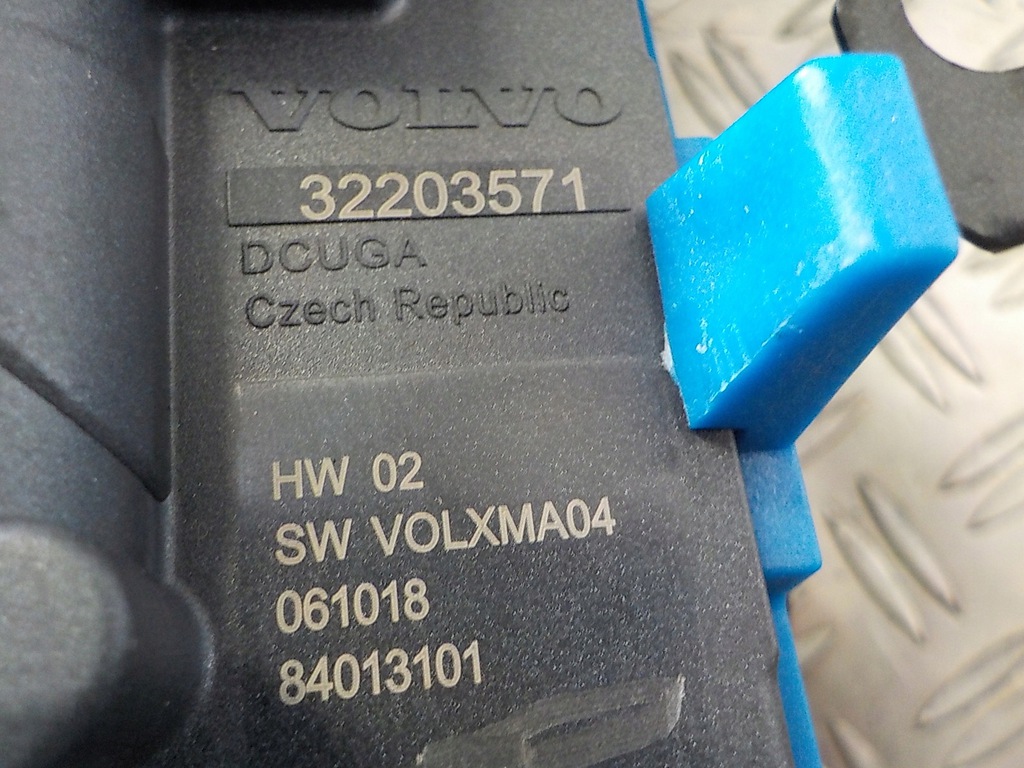 VOLVO
32203571
DCUGA
Czech Republic
HW 02
SW VOLXMA04
061018
84013101